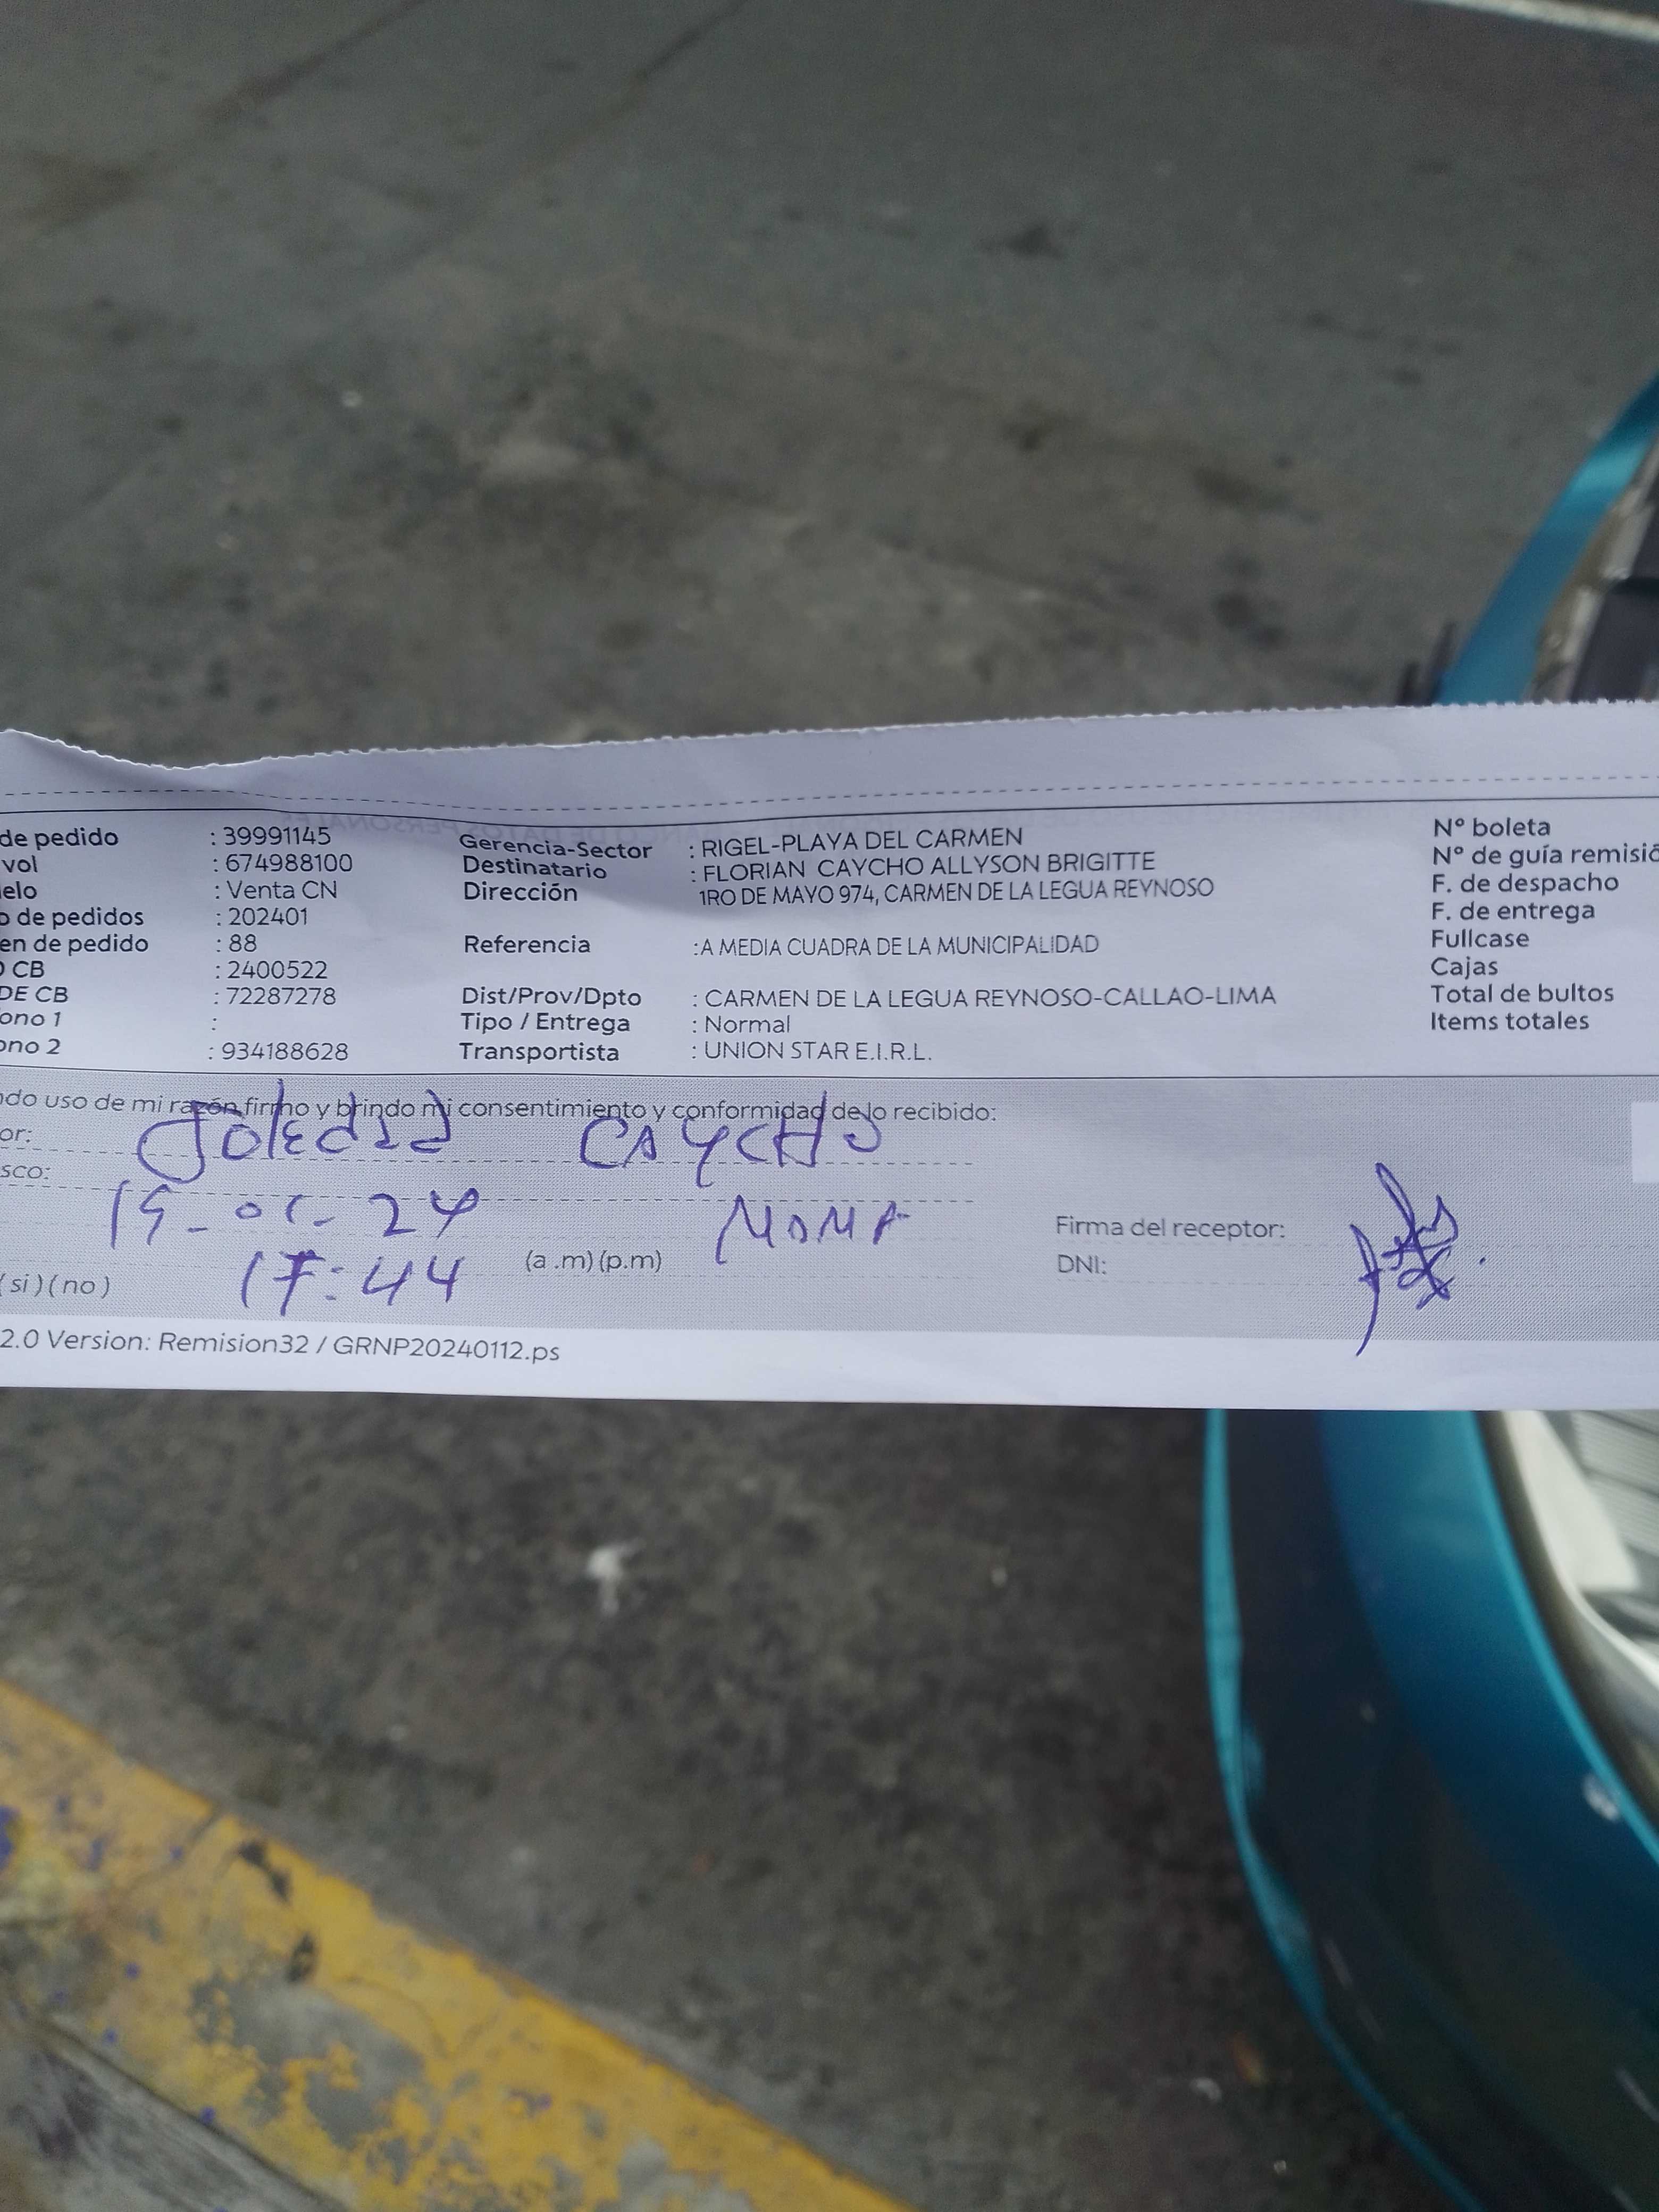 de pedido : 39991145 Gerencia-Sector : RIGEL-PLAYA DEL CARMEN Nº boleta
vol : 674988100 Destinatario : FLORIAN CAYCHO ALLYSON BRIGITTE Nº de guía remisió
elo : Venta CN Dirección 1RO DE MAYO 974, CARMEN DE LA LEGUA REYNOSO F. de despacho
o de pedidos : 202401 F. de entrega
en de pedido : 88 Referencia :A MEDIA CUADRA DE LA MUNICIPALIDAD Fullcase
O CB : 2400522 Cajas
DE CB : 72287278 Dist/Prov/Dpto : CARMEN DE LA LEGUA REYNOSO-CALLAO-LIMA Total de bultos
ono 1 : Tipo / Entrega : Normal Items totales
ono 2 : 934188628 Transportista : UNION STAR E.I.R.L.
ndo uso de mi razón firmo y brindo mi consentimiento y conformidad de lo recibido:
or: CAYCHO
sco:
24 MAMA Firma del receptor:
17:44 (a .m) (p.m) DNI:
( si ) ( no )
2.0 Version: Remision32 / GRNP20240112.ps